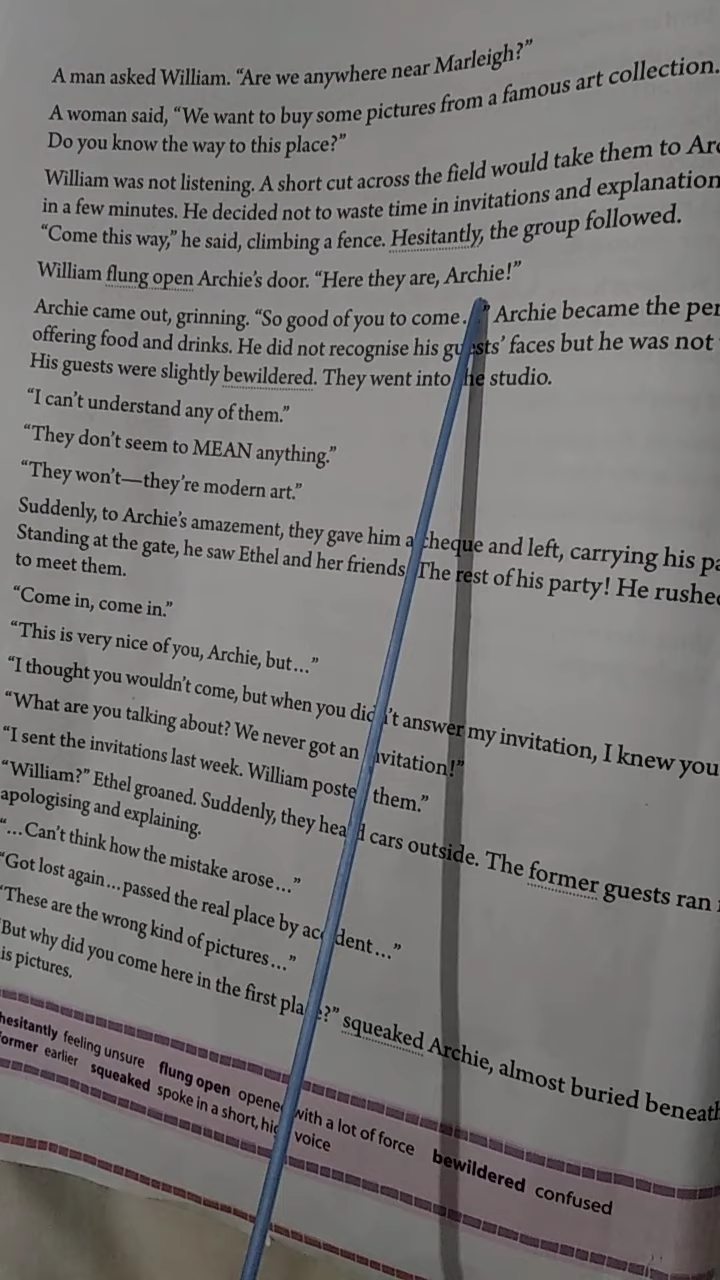 A man asked William. “Are we anywhere near Marleigh?”
A woman said, “We want to buy some pictures from a famous art collection.
Do you know the way to this place?”
William was not listening. A short cut across the field would take them to
in a few minutes. He decided not to waste time in invitations and explanation
“Come this way,” he said, climbing a fence. Hesitantly, the group followed.
William flung open Archie’s door. “Here they are, Archie!”
Archie came out, grinning. “So good of you to come. Archie became the
offering food and drinks. He did not recognise his guests’ faces but he was not
His guests were slightly bewildered. They went into the studio.
“I can’t understand any of them.”
“They don’t seem to MEAN anything.”
“They won’t—they’re modern art.”
Suddenly, to Archie’s amazement, they gave him a cheque and left, carrying his
Standing at the gate, he saw Ethel and her friends. The rest of his party! He rushed
to meet them.
“Come in, come in.”
“This is very nice of you, Archie, but…”
“I thought you wouldn’t come, but when you didn’t answer my invitation, I knew you
“What are you talking about? We never got an invitation!”
“I sent the invitations last week. William posted them.”
“William?” Ethel groaned. Suddenly, they heard cars outside. The former guests ran
apologising and explaining.
“…Can’t think how the mistake arose…”
“Got lost again…passed the real place by accident…”
“These are the wrong kind of pictures…”
“But why did you come here in the first place?” squeaked Archie, almost buried beneath
is pictures.
hesitantly feeling unsure flung open opened with a lot of force bewildered confused
former earlier squeaked spoke in a short, high voice